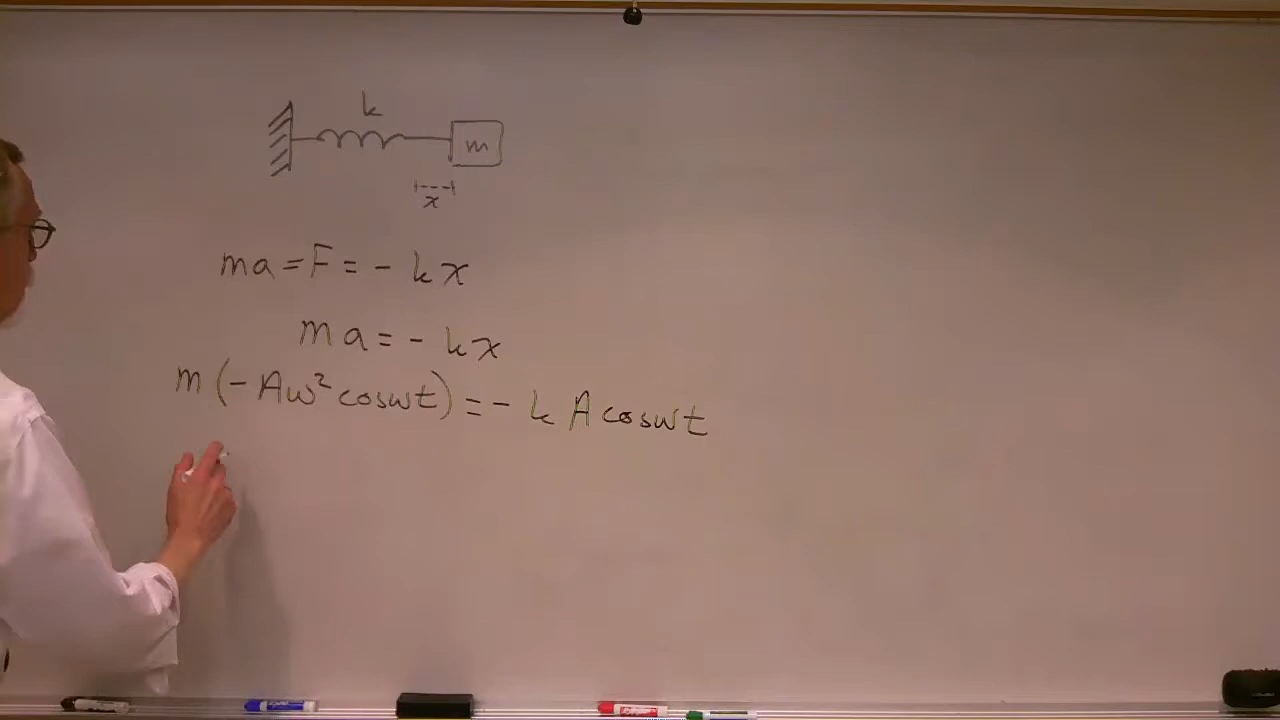 k
m
x
ma = F = - kx
ma = - kx
m(-Aω² cosωt) = - k A cosωt